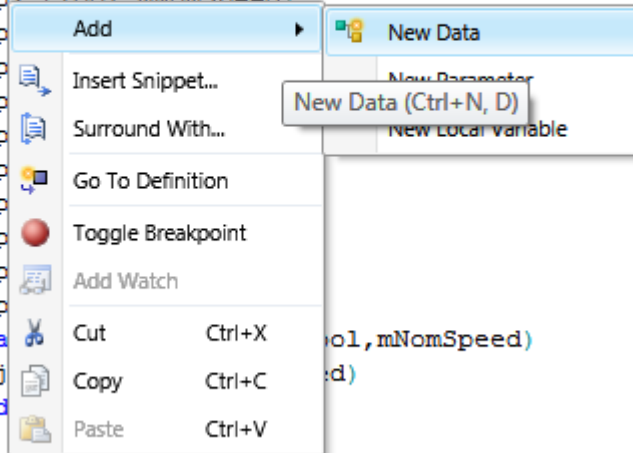 Add
New Data
Insert Snippet...
New Parameter
New Data (Ctrl+N, D)
Surround With...
New Local Variable
Go To Definition
Toggle Breakpoint
Add Watch
Cut Ctrl+X
ol,mNomSpeed)
Copy Ctrl+C
d)
Paste Ctrl+V